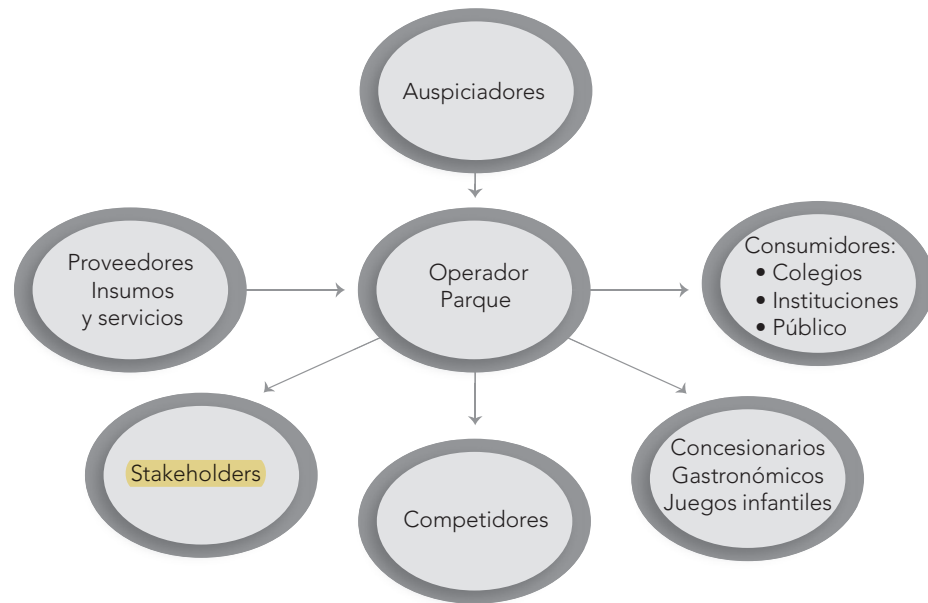 Auspiciadores
Proveedores
Insumos
y servicios
Operador
Parque
Consumidores:
• Colegios
• Instituciones
• Público
Stakeholders
Competidores
Concesionarios
Gastronómicos
Juegos infantiles